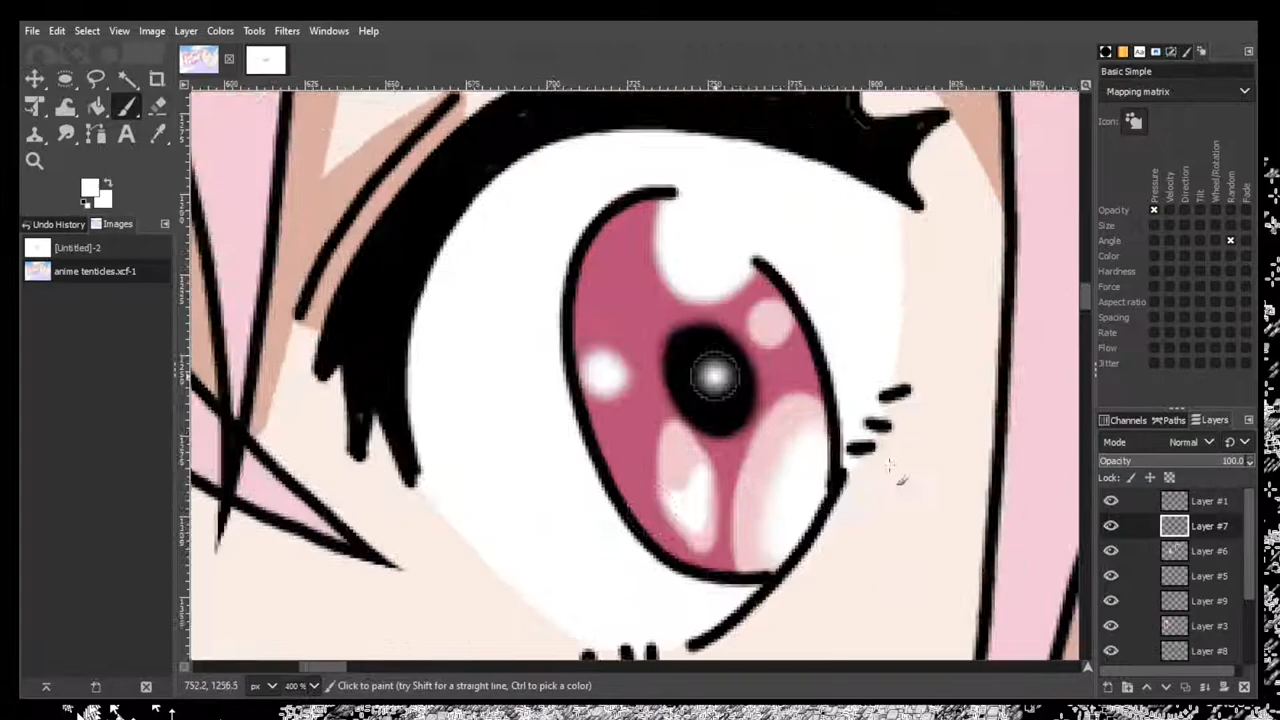 File Edit Select View Image Layer Colors Tools Filters Windows Help
Basic Simple
Mapping matrix
Icon:
Pressure
Velocity
Direction
Tilt
Wheel/Rotation
Random
Fade
Opacity
Size
Angle
Color
Hardness
Force
Aspect ratio
Spacing
Rate
Flow
Jitter
Undo History Images
[Untitled]-2
anime tenticles.xcf-1
Channels Paths Layers
Mode Normal
Opacity 100.0
Lock:
Layer #1
Layer #7
Layer #6
Layer #5
Layer #9
Layer #3
Layer #8
752.2, 1256.5 px 400 % Click to paint (try Shift for a straight line, Ctrl to pick a color)